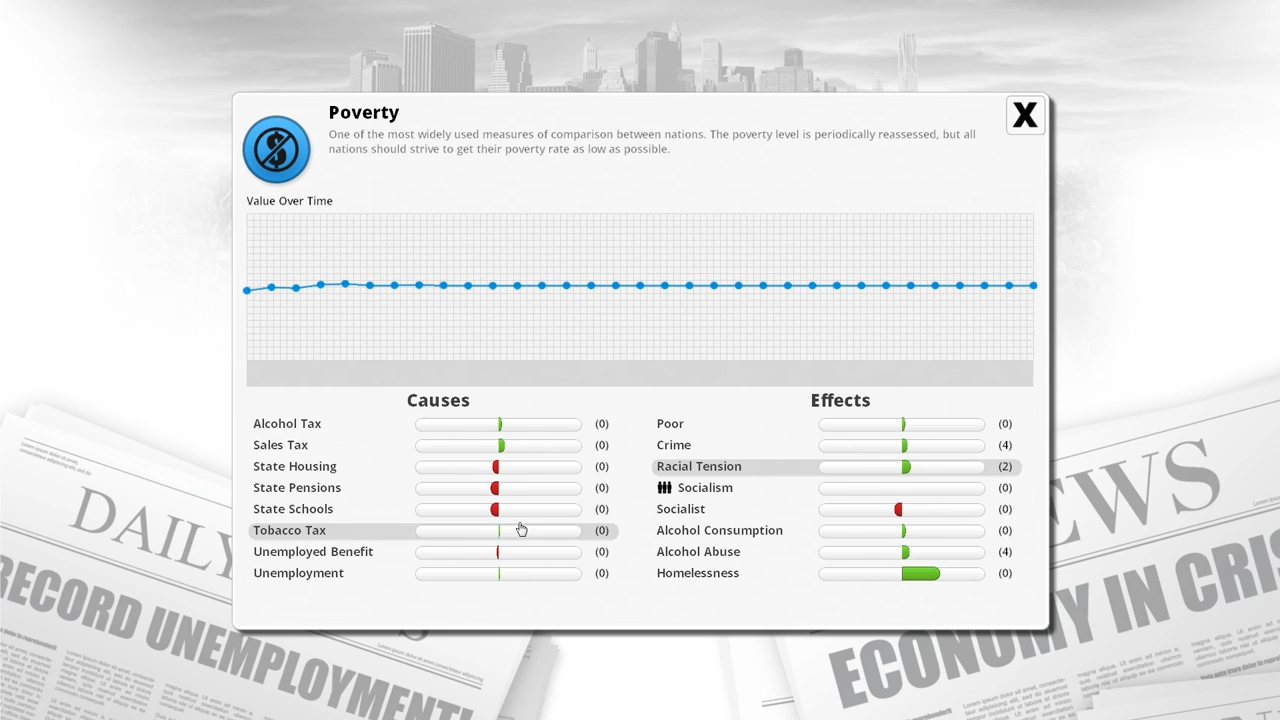 Poverty
X
One of the most widely used measures of comparison between nations. The poverty level is periodically reassessed, but all
nations should strive to get their poverty rate as low as possible.
Value Over Time
Causes
Alcohol Tax (0)
Sales Tax (0)
State Housing (0)
State Pensions (0)
State Schools (0)
Tobacco Tax (0)
Unemployed Benefit (0)
Unemployment (0)
Effects
Poor (0)
Crime (4)
Racial Tension (2)
Socialism (0)
Socialist (0)
Alcohol Consumption (0)
Alcohol Abuse (4)
Homelessness (0)
DAILY
RECORD UNEMPLOYMENT!
EWS
ECONOMY IN CRIS